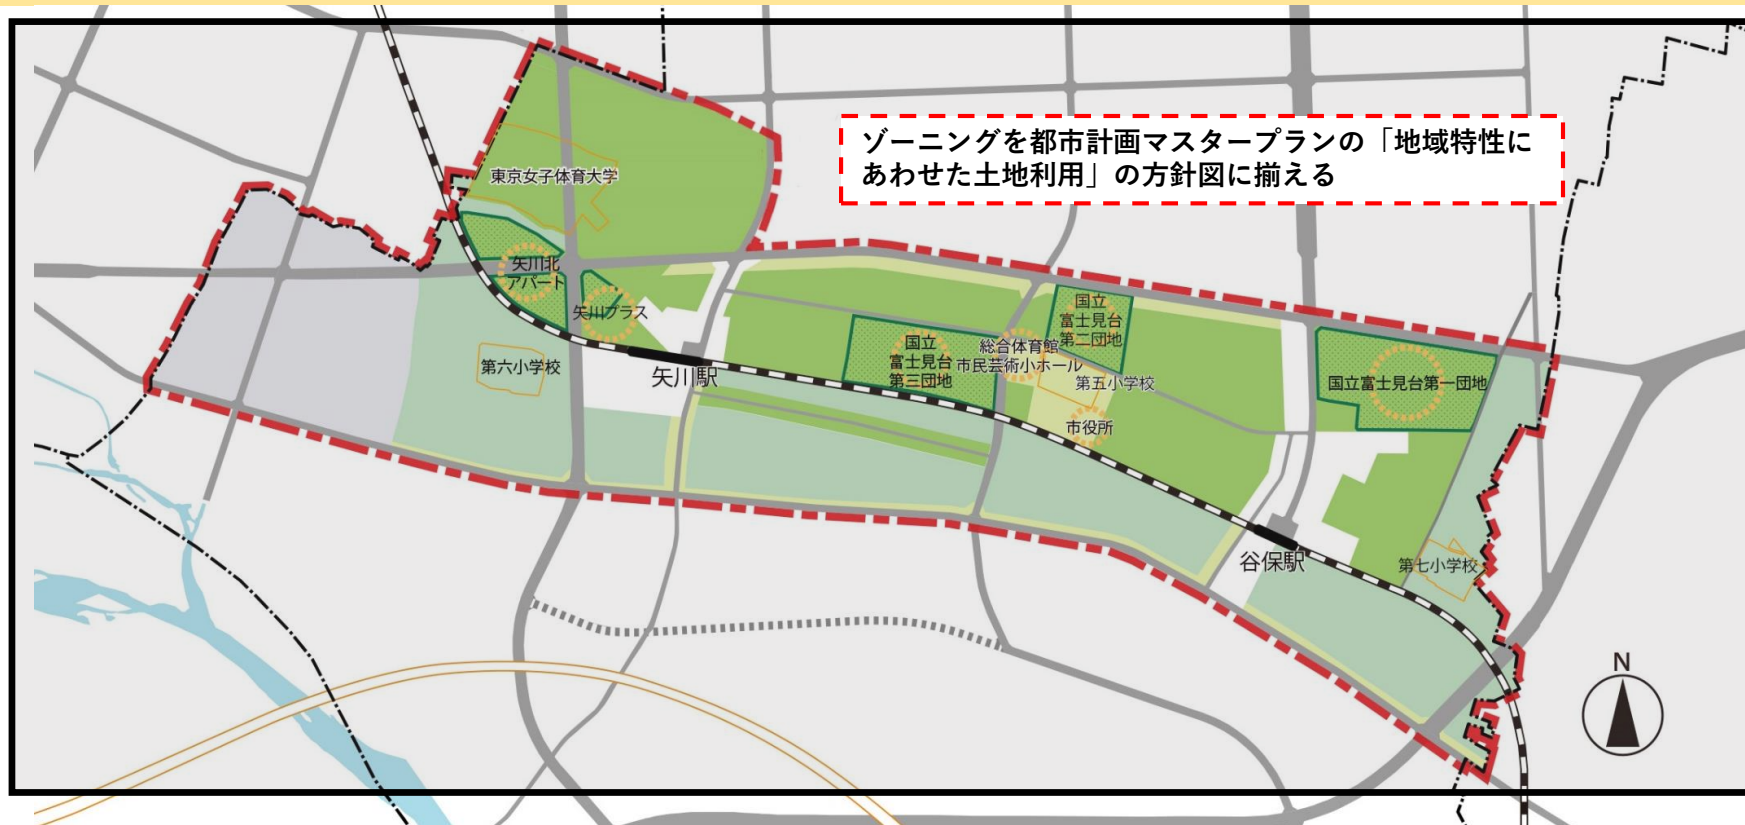 ゾーニングを都市計画マスタープランの「地域特性に
あわせた土地利用」の方針図に揃える
東京女子体育大学
矢川北
アパート
矢川プラス
第六小学校
矢川駅
国立
富士見台
第三団地
総合体育館
市民芸術小ホール
国立
富士見台
第二団地
第五小学校
市役所
国立富士見台第一団地
谷保駅
第七小学校
N